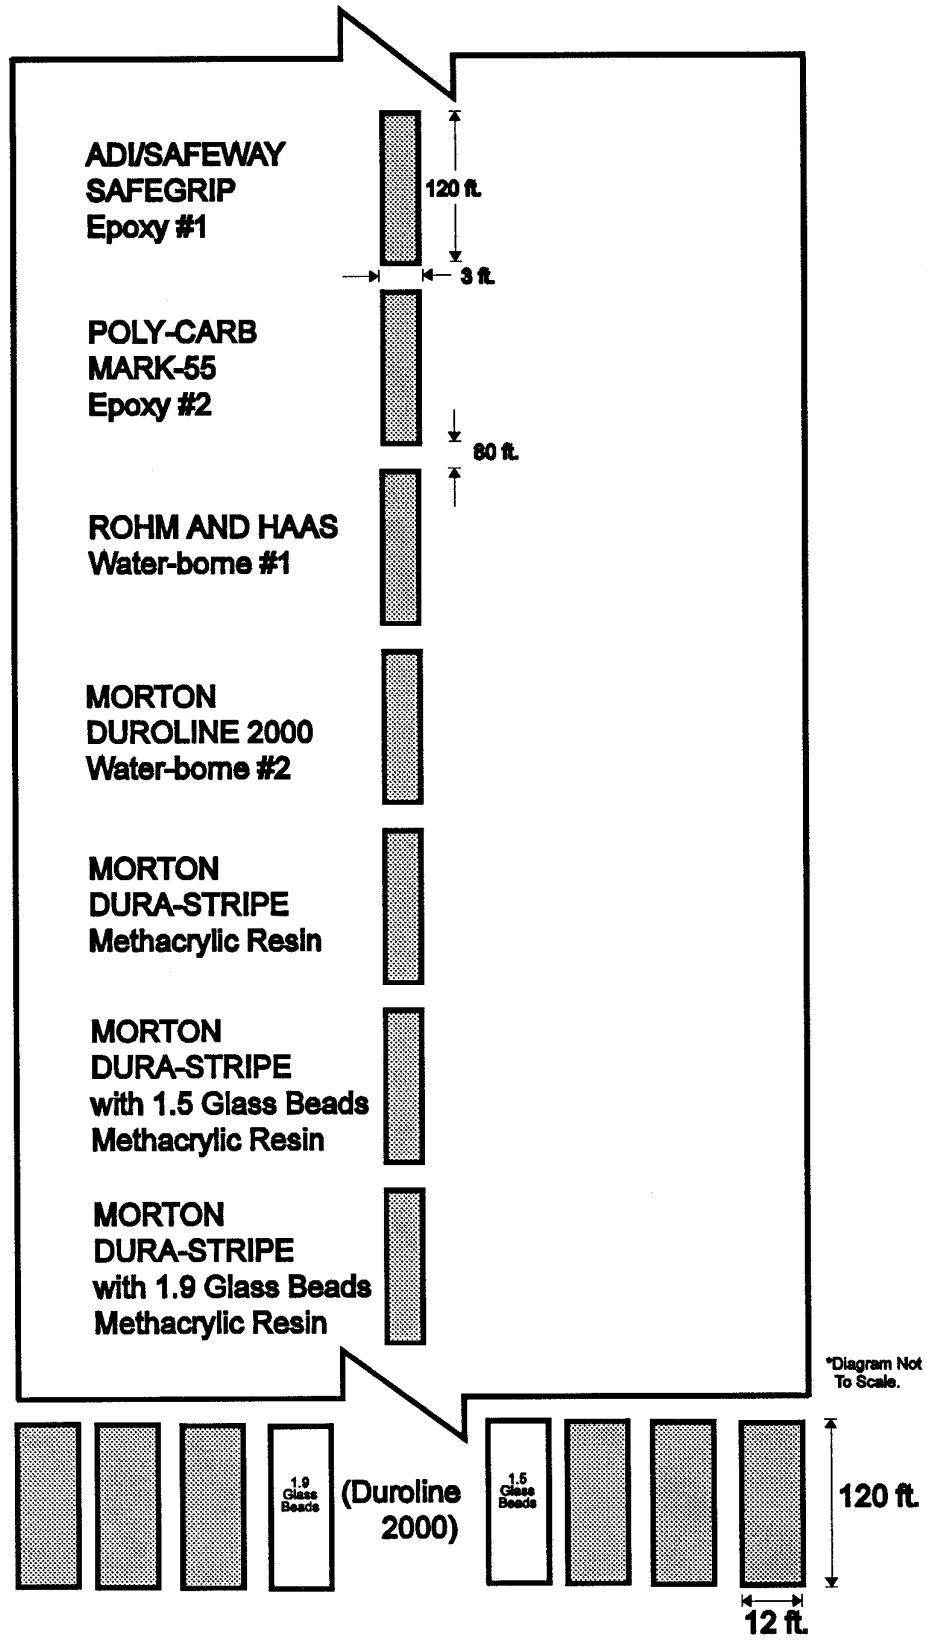 ADI/SAFEWAY
SAFEGRIP
Epoxy #1
120 ft.
3 ft.
POLY-CARB
MARK-55
Epoxy #2
80 ft.
ROHM AND HAAS
Water-borne #1
MORTON
DUROLINE 2000
Water-borne #2
MORTON
DURA-STRIPE
Methacrylic Resin
MORTON
DURA-STRIPE
with 1.5 Glass Beads
Methacrylic Resin
MORTON
DURA-STRIPE
with 1.9 Glass Beads
Methacrylic Resin
*Diagram Not
To Scale.
1.9
Glass
Beads
(Duroline
2000)
1.5
Glass
Beads
120 ft.
12 ft.